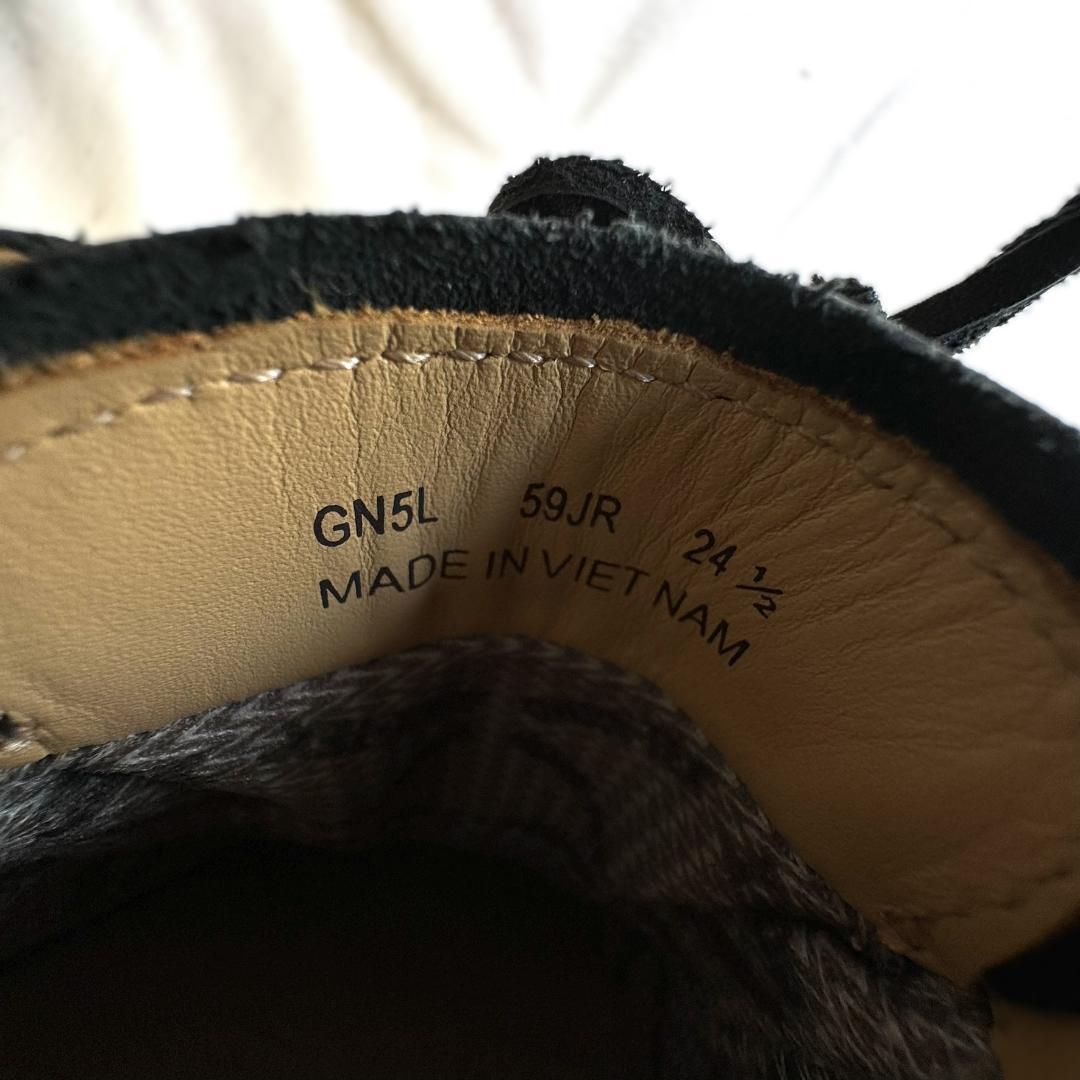 GN5L 59JR 24 1/2
MADE IN VIET NAM